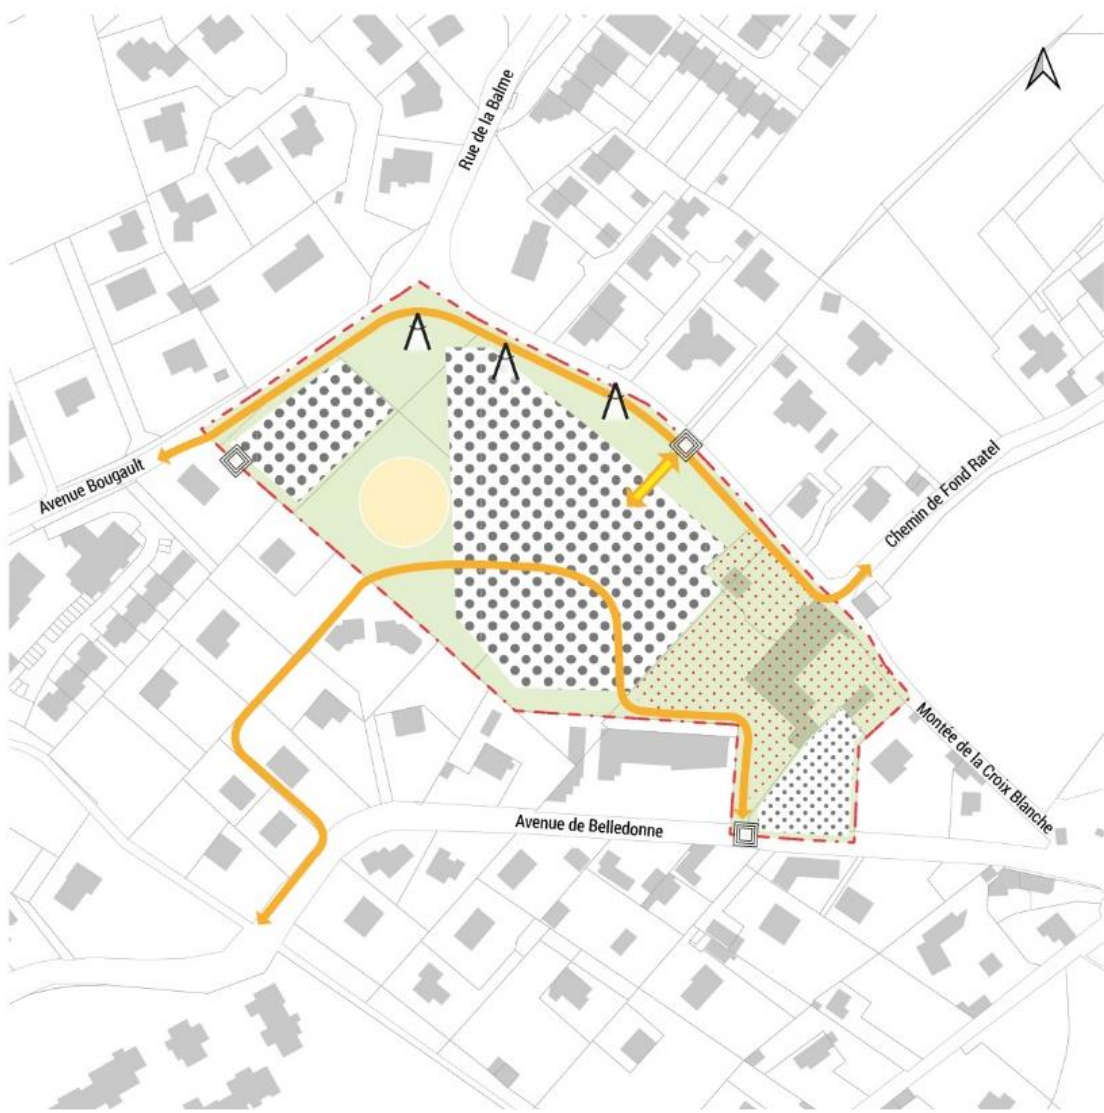 Rue de la Balme
Avenue Bougault
Chemin de Fond Ratel
Montée de la Croix Blanche
Avenue de Belledonne